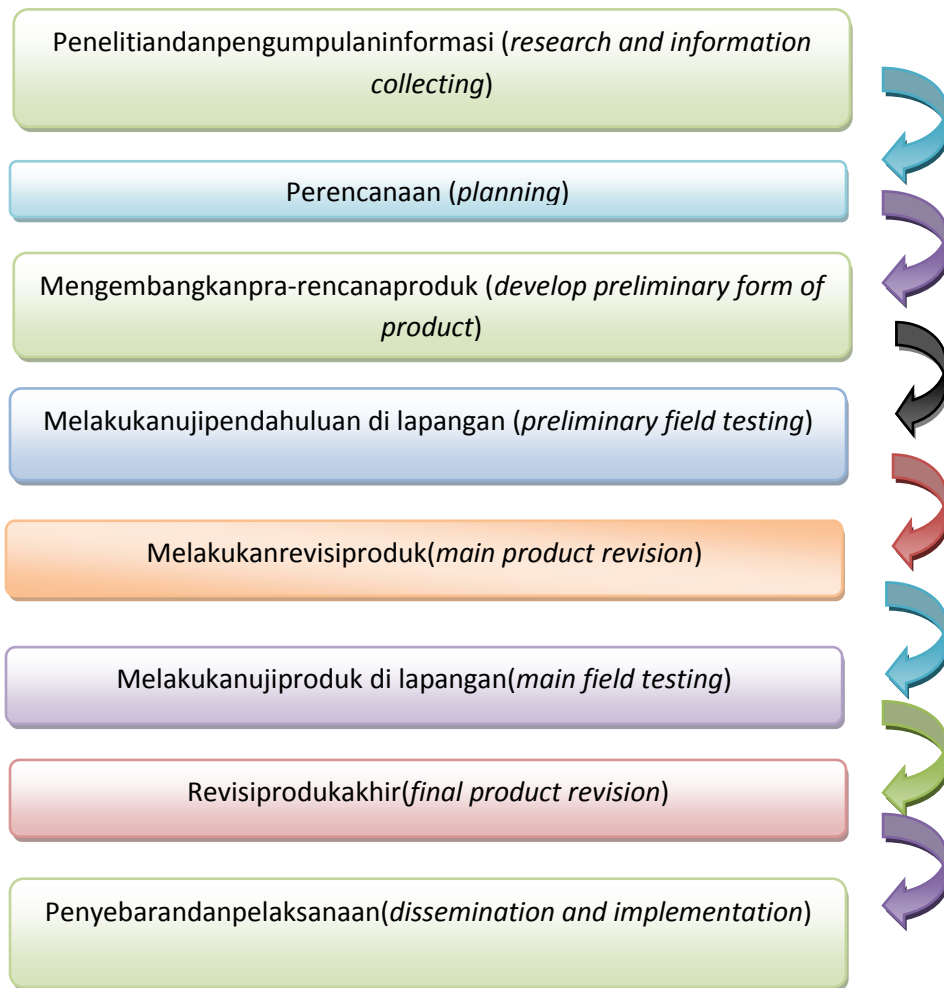 Penelitiandanpengumpulaninformasi (research and information
collecting)
Perencanaan (planning)
Mengembangkanpra-rencanaproduk (develop preliminary form of
product)
Melakukanujipendahuluan di lapangan (preliminary field testing)
Melakukanrevisiproduk(main product revision)
Melakukanujiproduk di lapangan(main field testing)
Revisiprodukakhir(final product revision)
Penyebarandanpelaksanaan(dissemination and implementation)